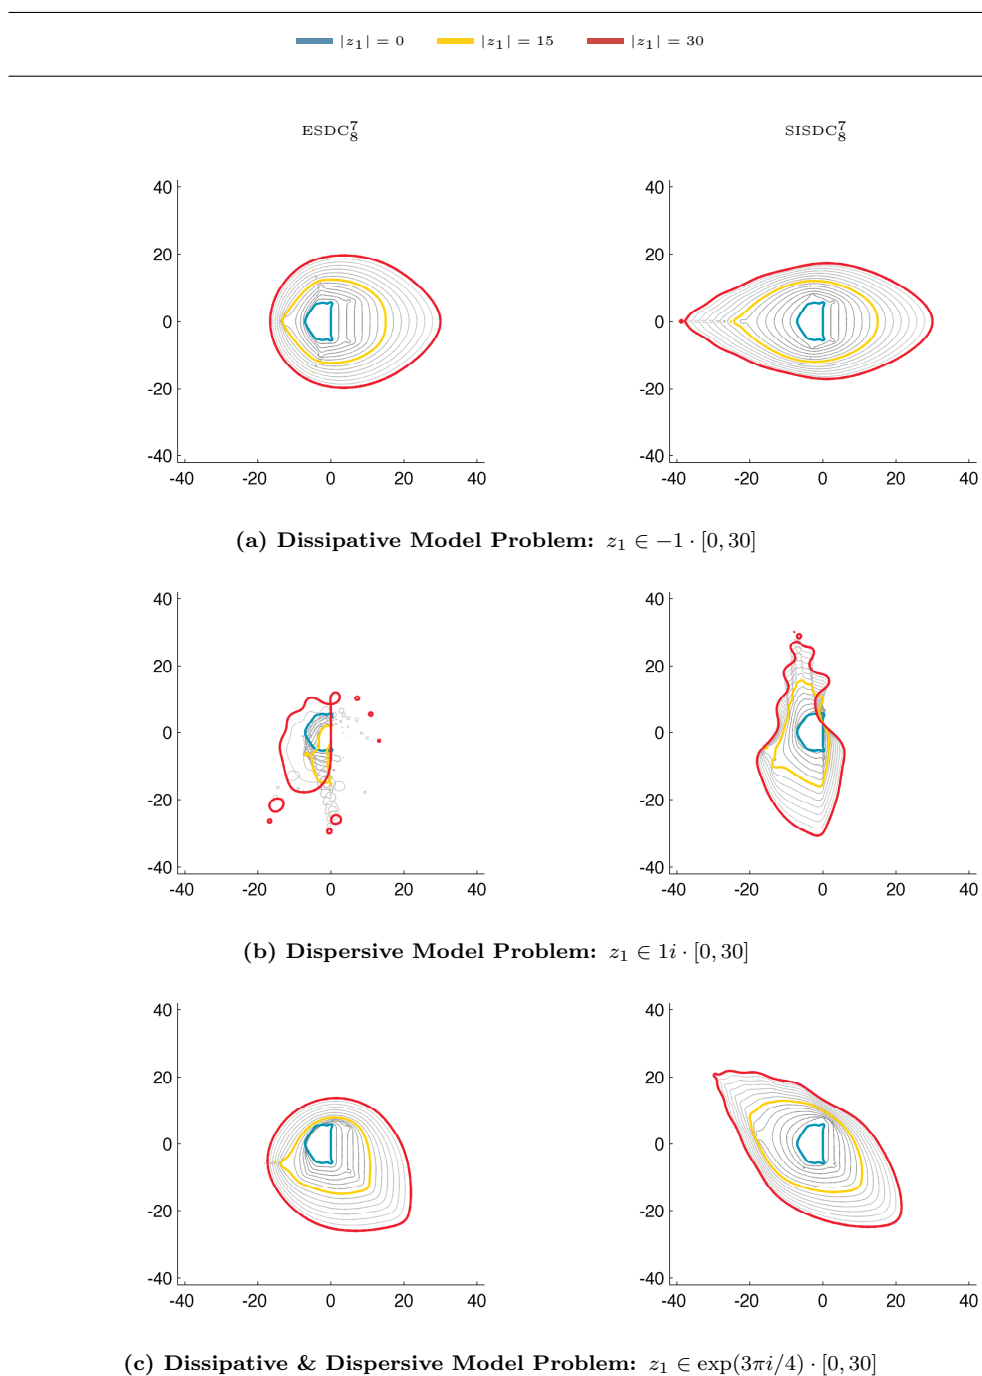 |z₁| = 0 |z₁| = 15 |z₁| = 30
ESDC⁷₈ SISDC⁷₈
40 40
20 20
0 0
-20 -20
-40 -40
-40 -20 0 20 40 -40 -20 0 20 40
(a) Dissipative Model Problem: z₁ ∈ −1 · [0, 30]
40 40
20 20
0 0
-20 -20
-40 -40
-40 -20 0 20 40 -40 -20 0 20 40
(b) Dispersive Model Problem: z₁ ∈ 1i · [0, 30]
40 40
20 20
0 0
-20 -20
-40 -40
-40 -20 0 20 40 -40 -20 0 20 40
(c) Dissipative & Dispersive Model Problem: z₁ ∈ exp(3πi/4) · [0, 30]